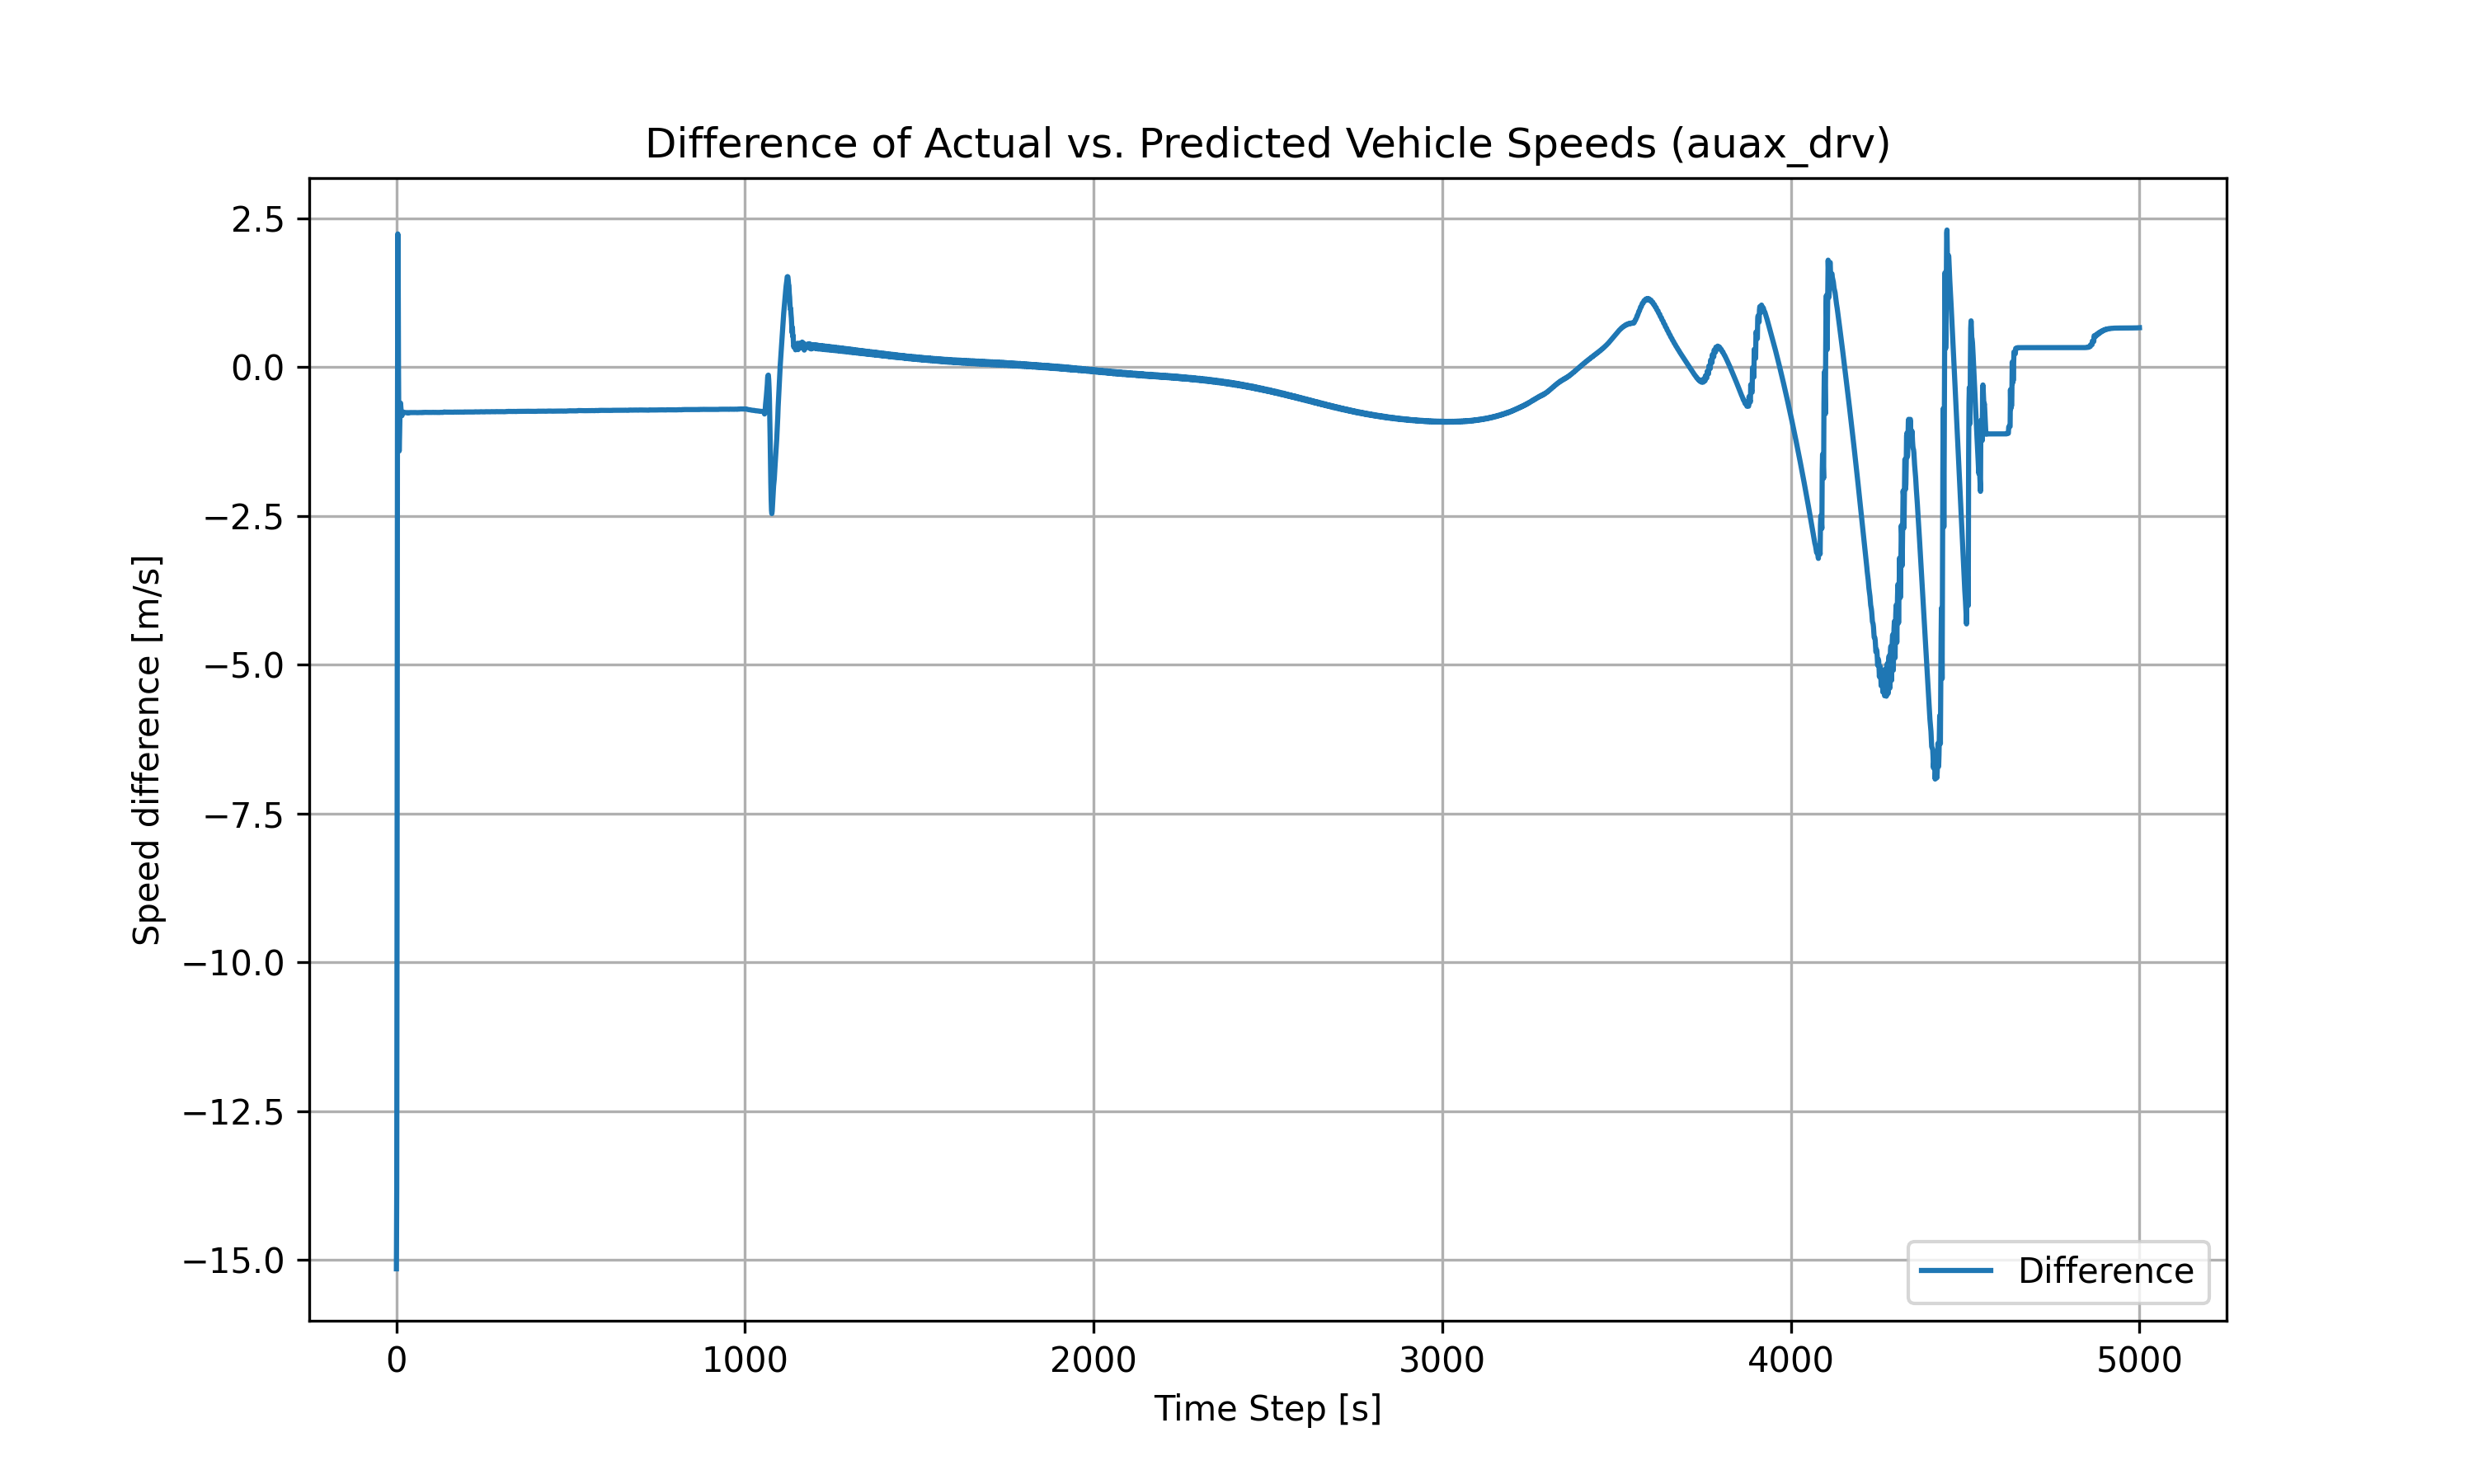 Difference of Actual vs. Predicted Vehicle Speeds (auax_drv)
Speed difference [m/s]
2.5
0.0
−2.5
−5.0
−7.5
−10.0
−12.5
−15.0
Difference
0 1000 2000 3000 4000 5000
Time Step [s]